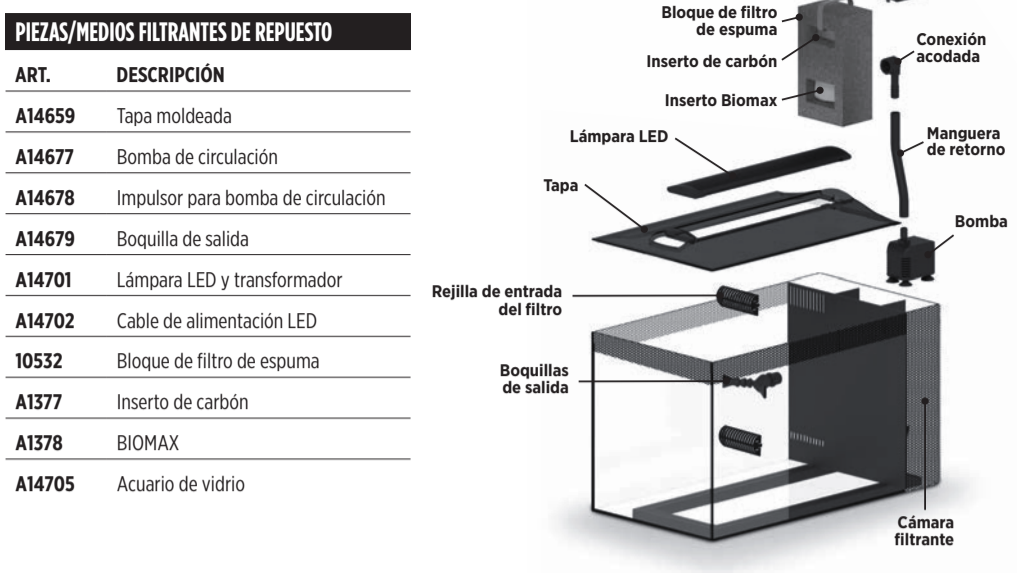 PIEZAS/MEDIOS FILTRANTES DE REPUESTO
ART. DESCRIPCIÓN
A14659 Tapa moldeada
A14677 Bomba de circulación
A14678 Impulsor para bomba de circulación
A14679 Boquilla de salida
A14701 Lámpara LED y transformador
A14702 Cable de alimentación LED
10532 Bloque de filtro de espuma
A1377 Inserto de carbón
A1378 BIOMAX
A14705 Acuario de vidrio
Bloque de filtro
de espuma
Inserto de carbón
Inserto Biomax
Conexión
acodada
Lámpara LED
Manguera
de retorno
Tapa
Bomba
Rejilla de entrada
del filtro
Boquillas
de salida
Cámara
filtrante